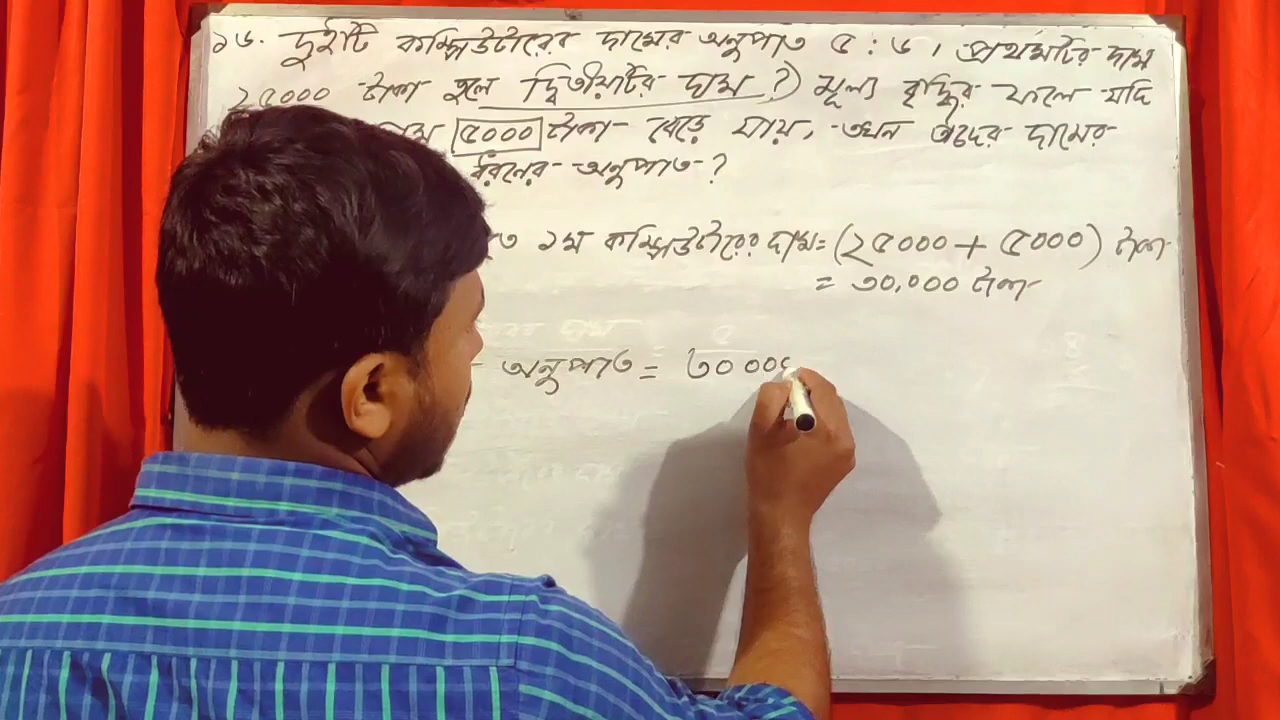 ১৬. দুইটি কম্পিউটারের দামের অনুপাত ৫ : ৬। প্রথমটির দাম
২৫০০০ টাকা হলে দ্বিতীয়টির দাম ?) মূল্য বৃদ্ধির ফলে যদি
৫০০০ টাকা বেড়ে যায়, তখন তাদের দামের
অনুপাত ?
১ম কম্পিউটারের দাম = (২৫০০০ + ৫০০০) টাকা
= ৩০,০০০ টাকা
অনুপাত = ৩০০০